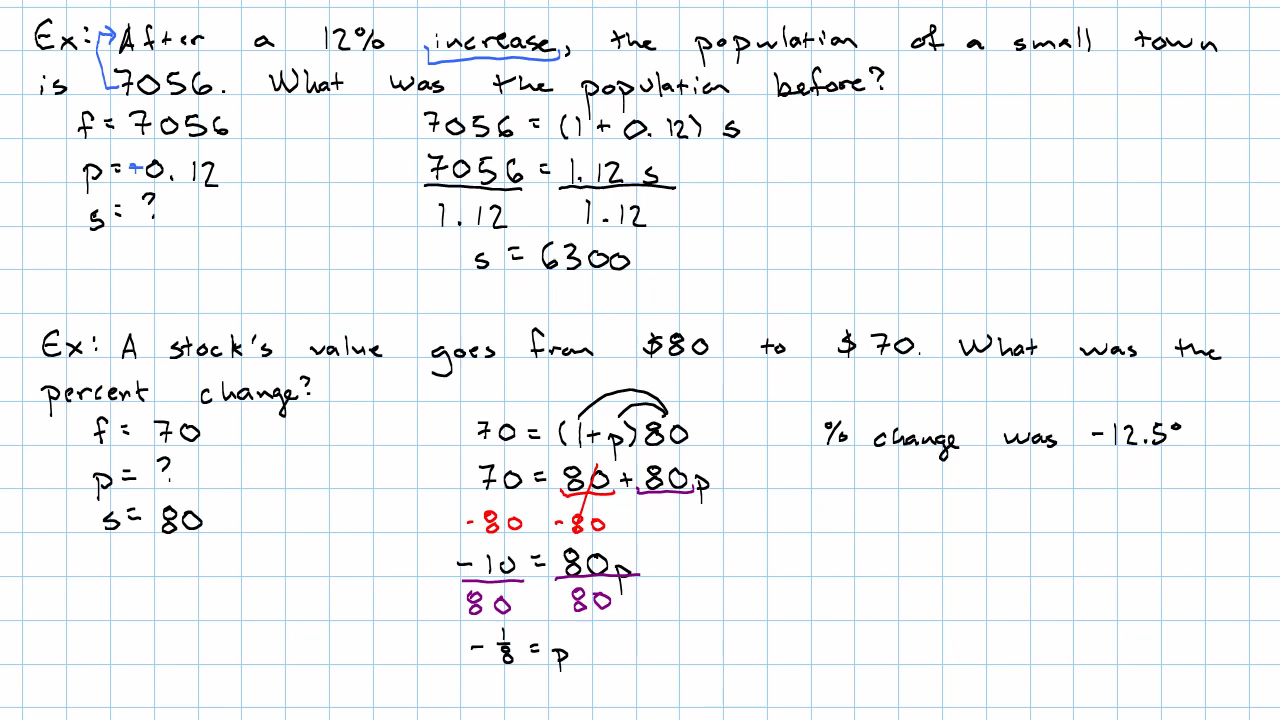 Ex: After a 12% increase, the population of a small town
is 7056. What was the population before?
f = 7056
7056 = (1 + 0.12) s
p = +0.12
7056 = 1.12 s
s = ?
1.12 1.12
s = 6300
Ex: A stock's value goes from $80 to $70. What was the
percent change?
f = 70
70 = (1+p)80
% change was -12.5°
p = ?
70 = 80 + 80p
s = 80
-80 -80
-10 = 80p
80 80
-1/8 = p